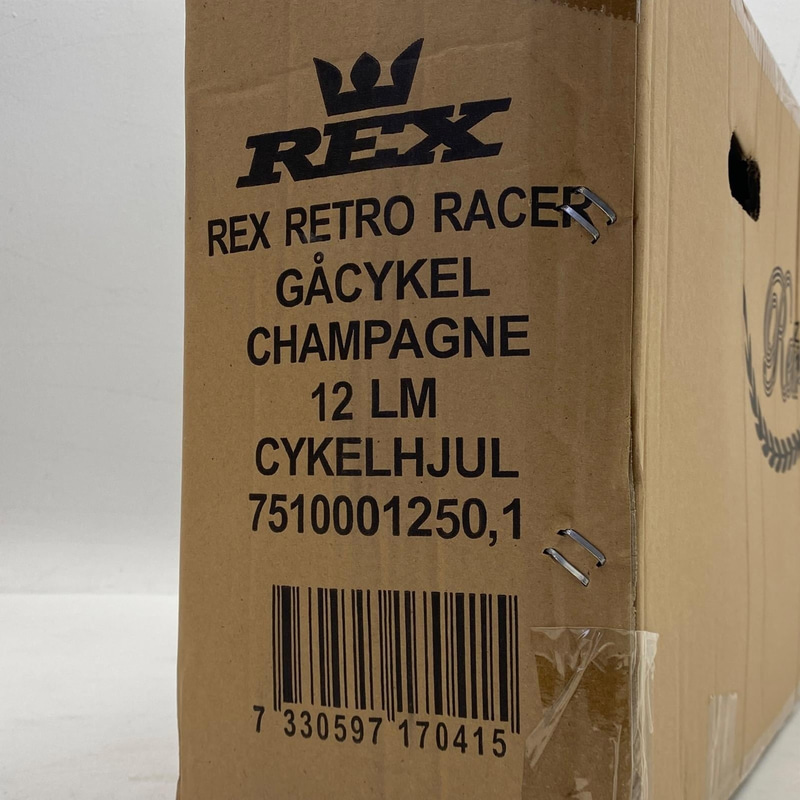 REX
REX RETRO RACER
GÅCYKEL
CHAMPAGNE
12 LM
CYKELHJUL
7510001250,1
7 330597 170415